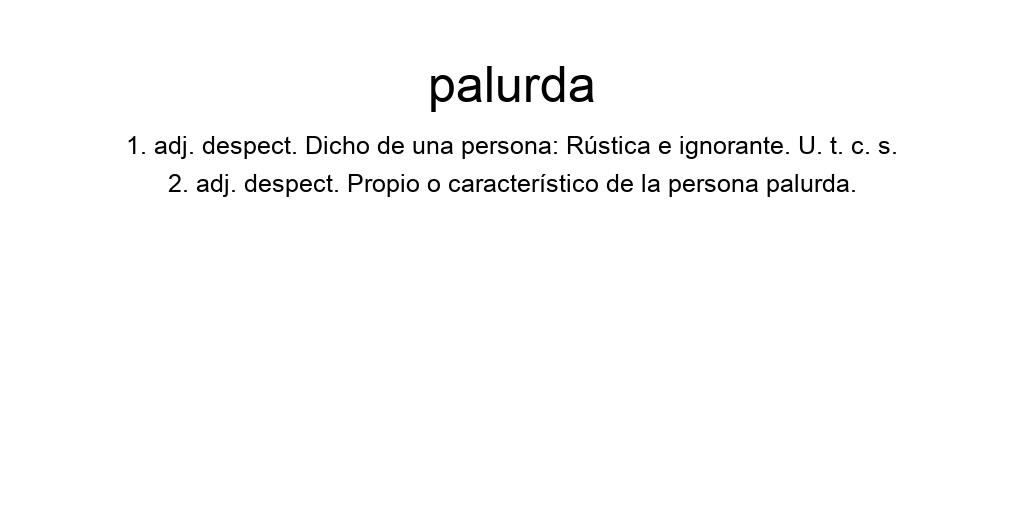 palurda
1. adj. despect. Dicho de una persona: Rústica e ignorante. U. t. c. s.
2. adj. despect. Propio o característico de la persona palurda.